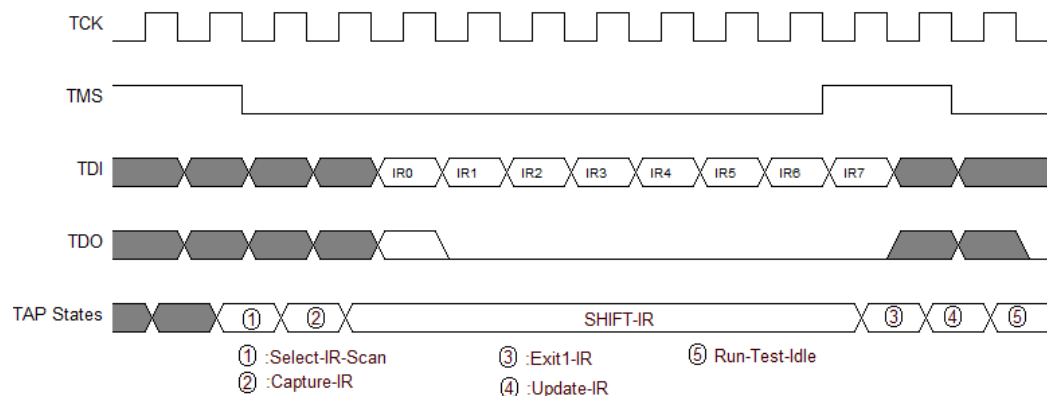 TCK
TMS
TDI IR0 IR1 IR2 IR3 IR4 IR5 IR6 IR7
TDO
TAP States 1 2 SHIFT-IR 3 4 5
1 :Select-IR-Scan 3 :Exit1-IR 5 Run-Test-Idle
2 :Capture-IR 4 :Update-IR